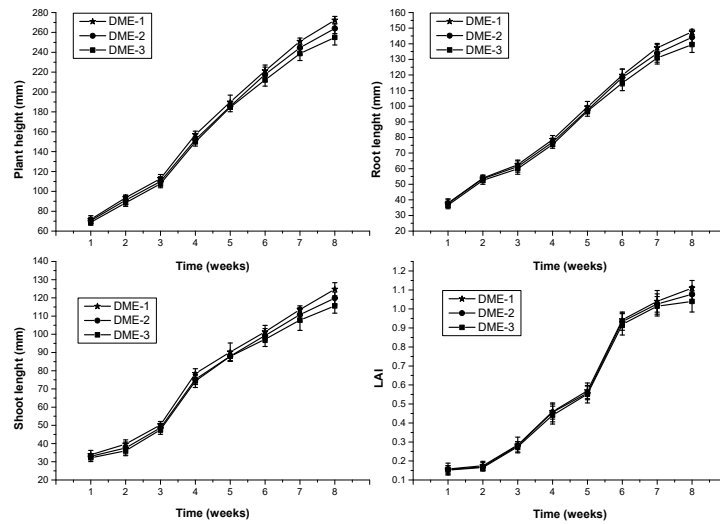 Plant height (mm)
280
260
240
220
200
180
160
140
120
100
80
60
DME-1
DME-2
DME-3
1 2 3 4 5 6 7 8
Time (weeks)
Root lenght (mm)
160
150
140
130
120
110
100
90
80
70
60
50
40
30
20
DME-1
DME-2
DME-3
1 2 3 4 5 6 7 8
Time (weeks)
Shoot lenght (mm)
140
130
120
110
100
90
80
70
60
50
40
30
20
DME-1
DME-2
DME-3
1 2 3 4 5 6 7 8
Time (weeks)
LAI
1.1
1.0
0.9
0.8
0.7
0.6
0.5
0.4
0.3
0.2
0.1
DME-1
DME-2
DME-3
1 2 3 4 5 6 7 8
Time (weeks)